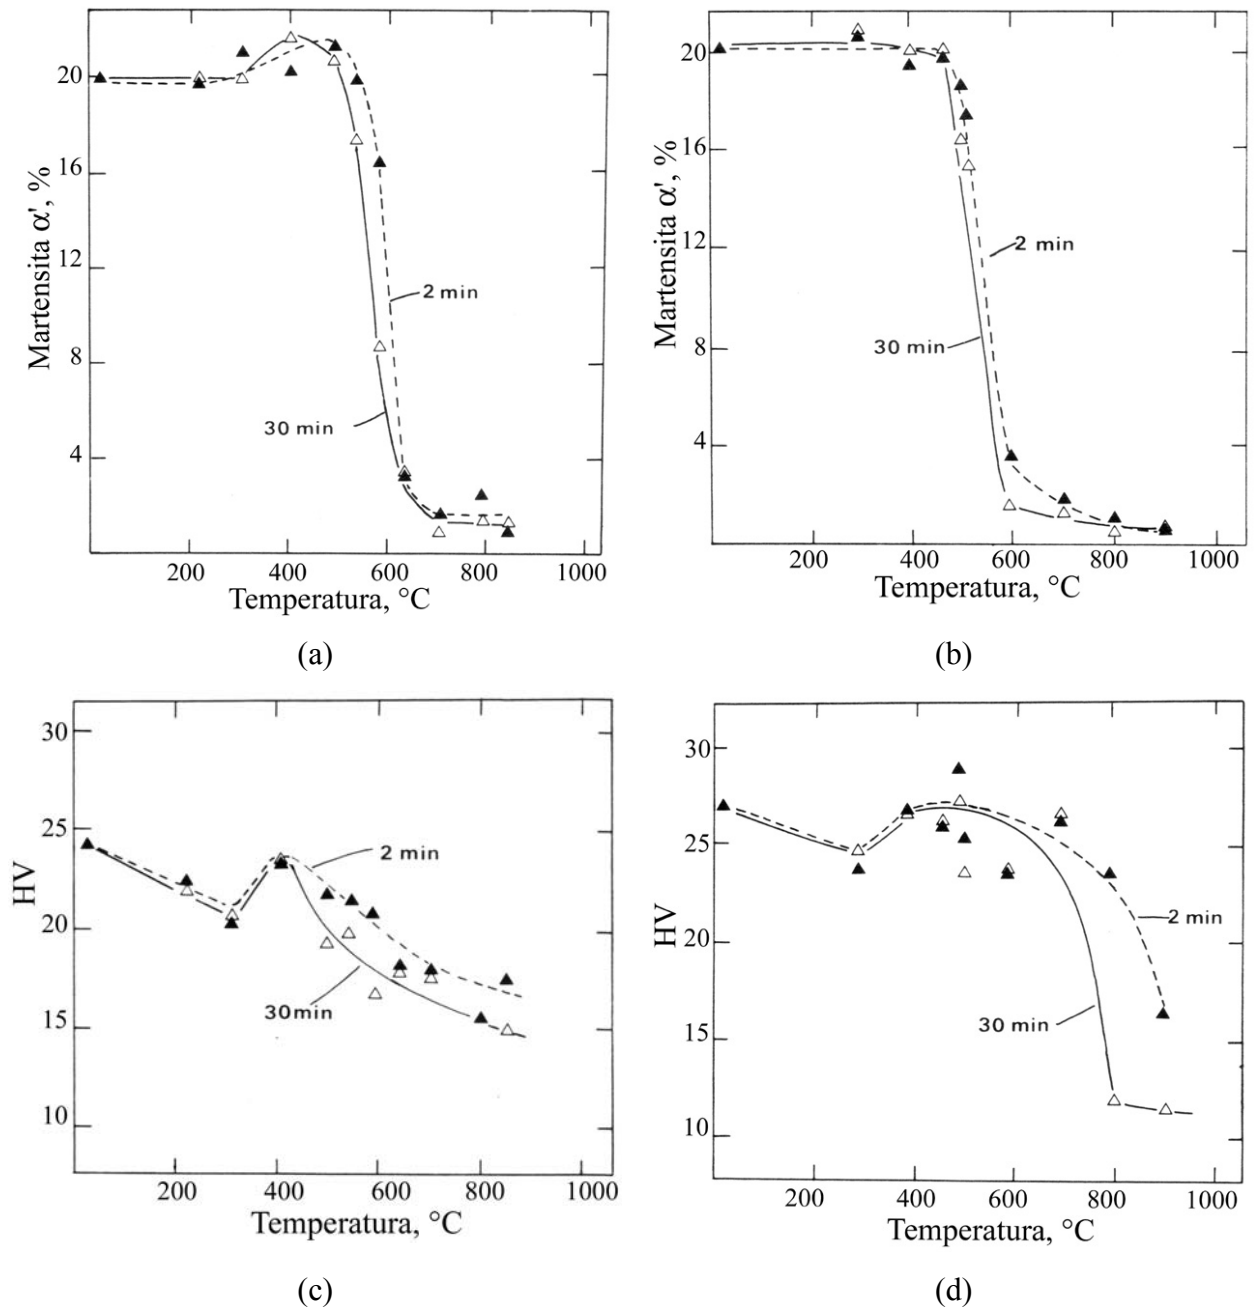 20
16
12
8
4
Martensita α', %
2 min
30 min
200 400 600 800 1000
Temperatura, °C
(a)
20
16
12
8
4
Martensita α', %
2 min
30 min
200 400 600 800 1000
Temperatura, °C
(b)
30
25
20
15
10
HV
2 min
30min
200 400 600 800 1000
Temperatura, °C
(c)
30
25
20
15
10
HV
2 min
30 min
200 400 600 800 1000
Temperatura, °C
(d)